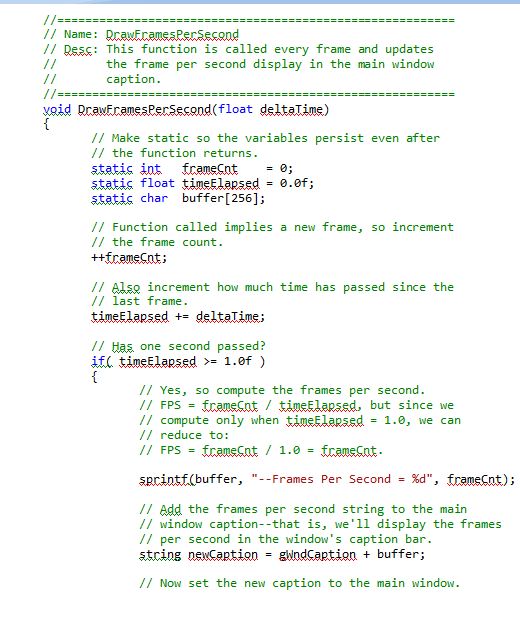 //==================================================
// Name: DrawFramesPerSecond
// Desc: This function is called every frame and updates
//       the frame per second display in the main window
//       caption.
//==================================================
void DrawFramesPerSecond(float deltaTime)
{
      // Make static so the variables persist even after
      // the function returns.
      static int   frameCnt    = 0;
      static float timeElapsed = 0.0f;
      static char  buffer[256];

      // Function called implies a new frame, so increment
      // the frame count.
      ++frameCnt;

      // Also increment how much time has passed since the
      // last frame.
      timeElapsed += deltaTime;

      // Has one second passed?
      if( timeElapsed >= 1.0f )
      {
            // Yes, so compute the frames per second.
            // FPS = frameCnt / timeElapsed, but since we
            // compute only when timeElapsed = 1.0, we can
            // reduce to:
            // FPS = frameCnt / 1.0 = frameCnt.

            sprintf(buffer, "--Frames Per Second = %d", frameCnt);

            // Add the frames per second string to the main
            // window caption--that is, we'll display the frames
            // per second in the window's caption bar.
            string newCaption = gWndCaption + buffer;

            // Now set the new caption to the main window.